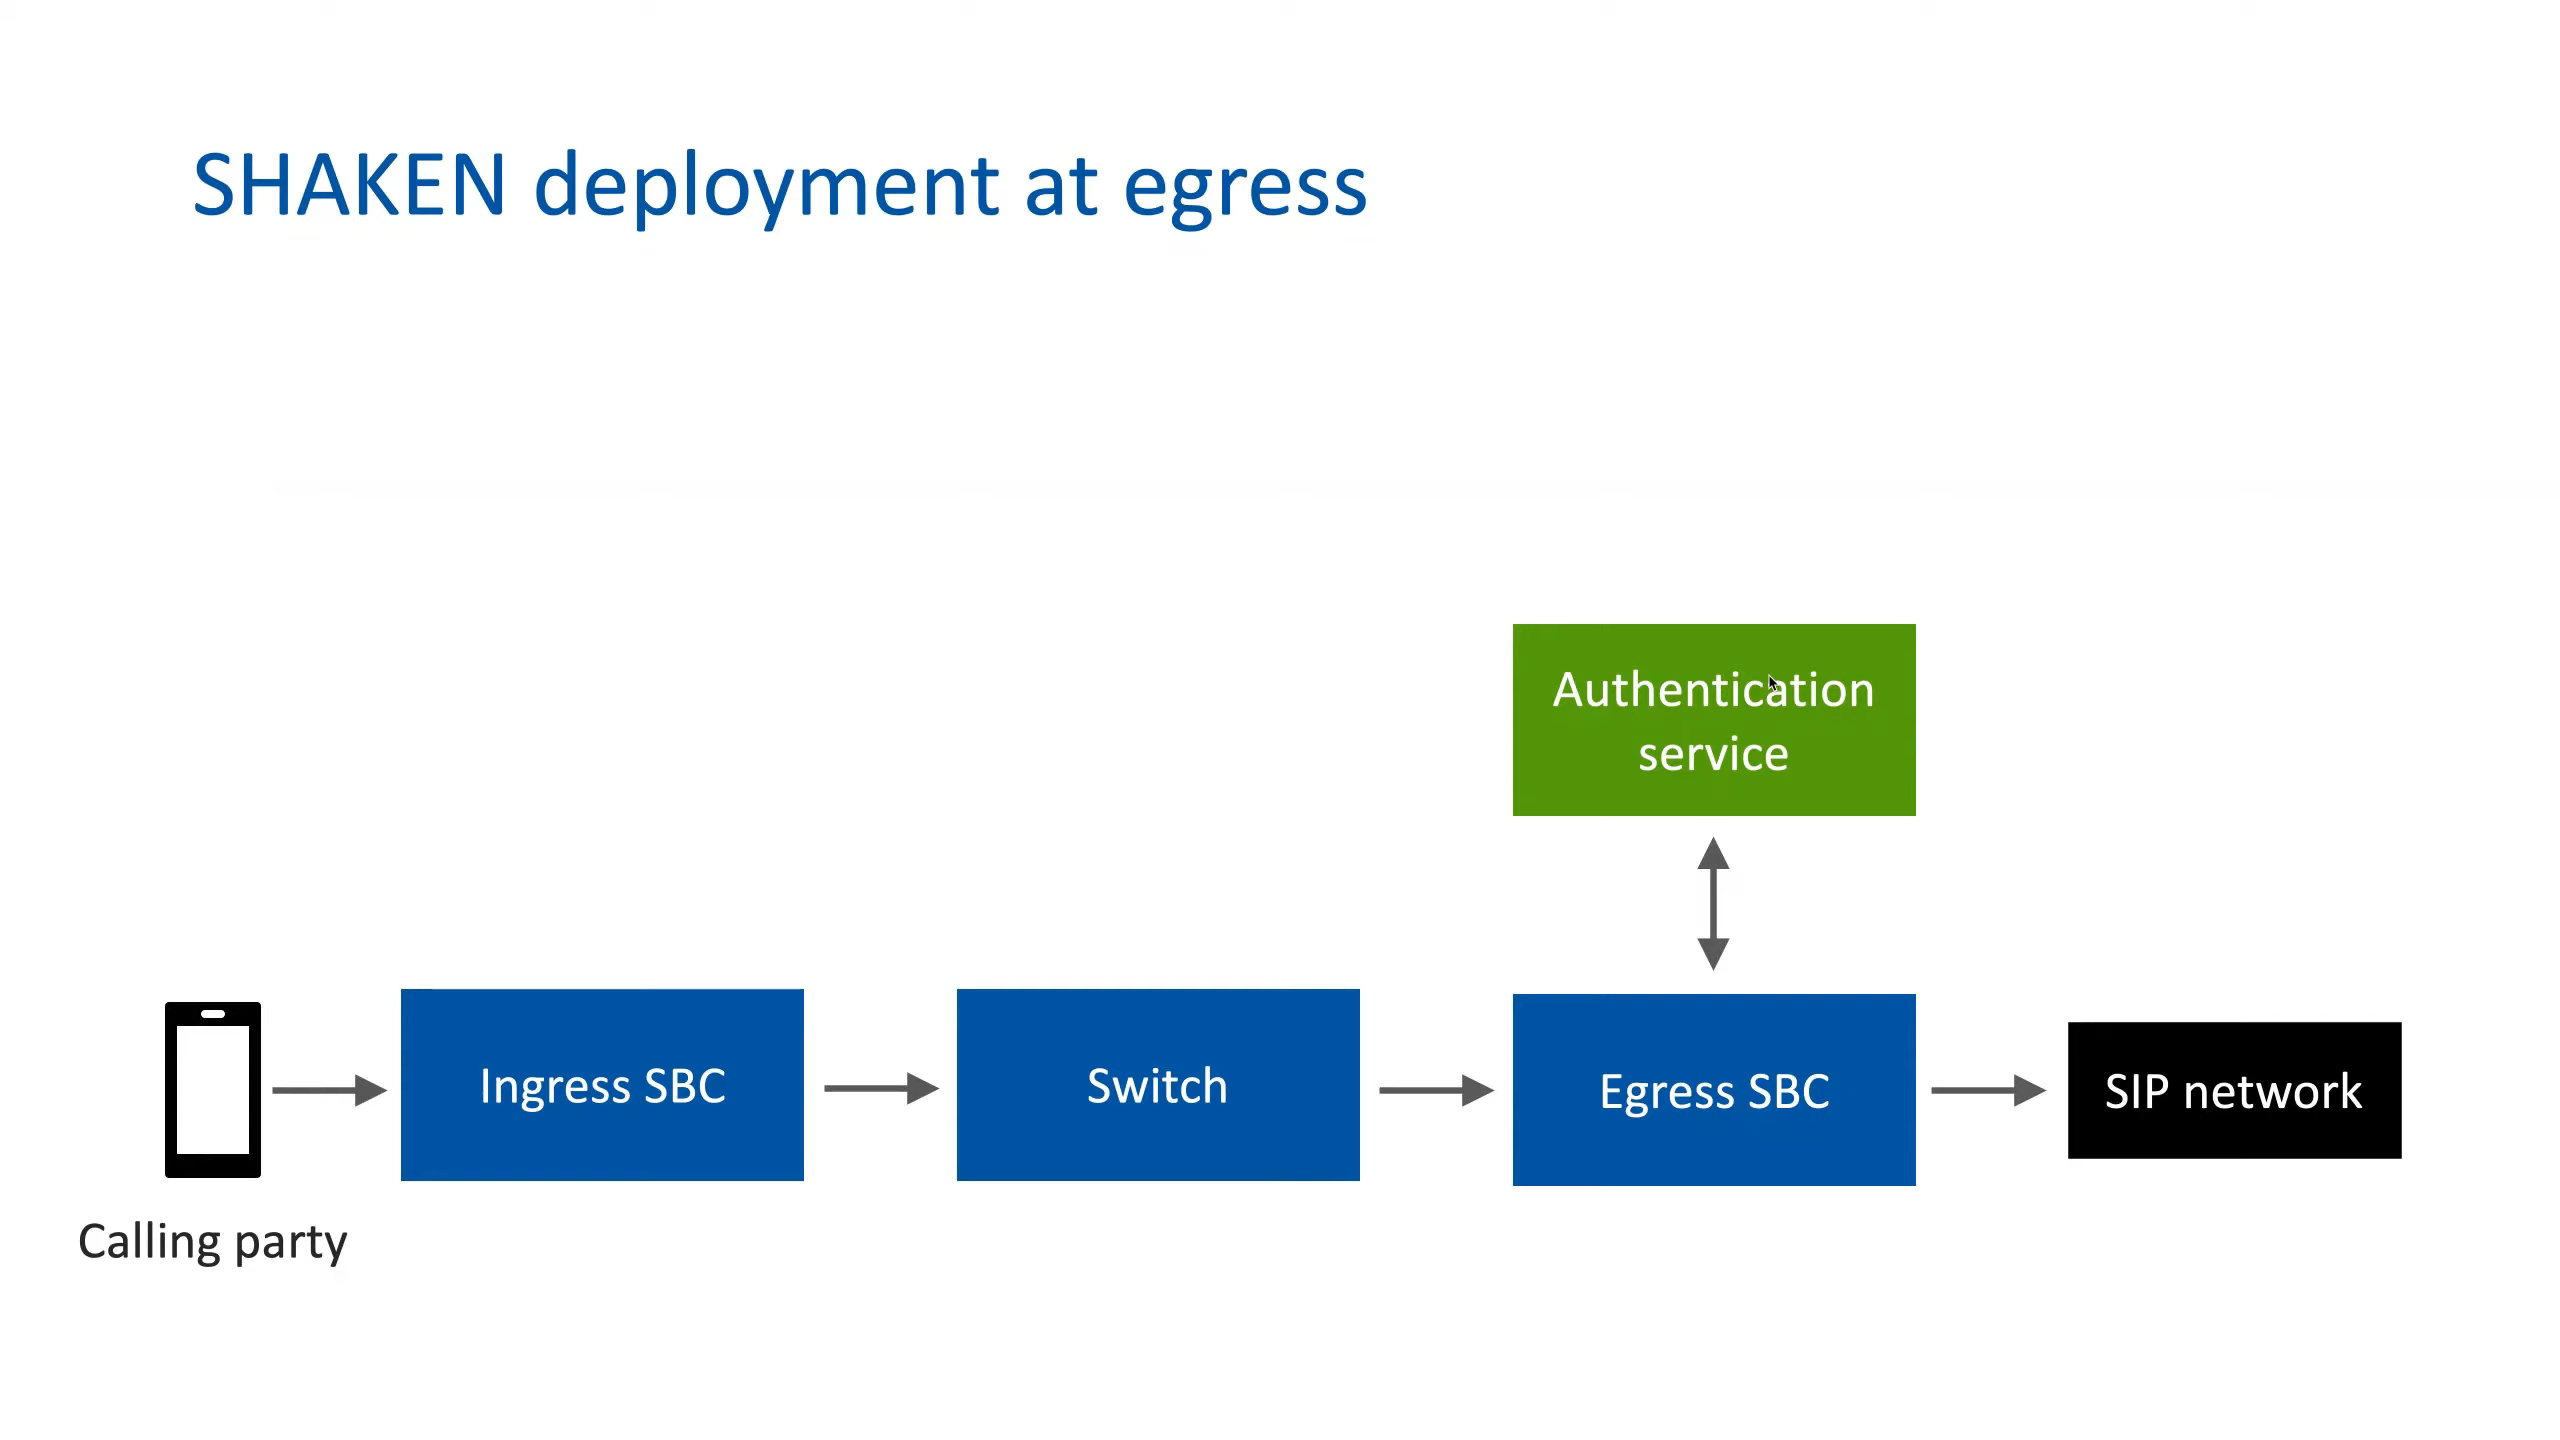 SHAKEN deployment at egress
Authentication
service
Ingress SBC
Switch
Egress SBC
SIP network
Calling party